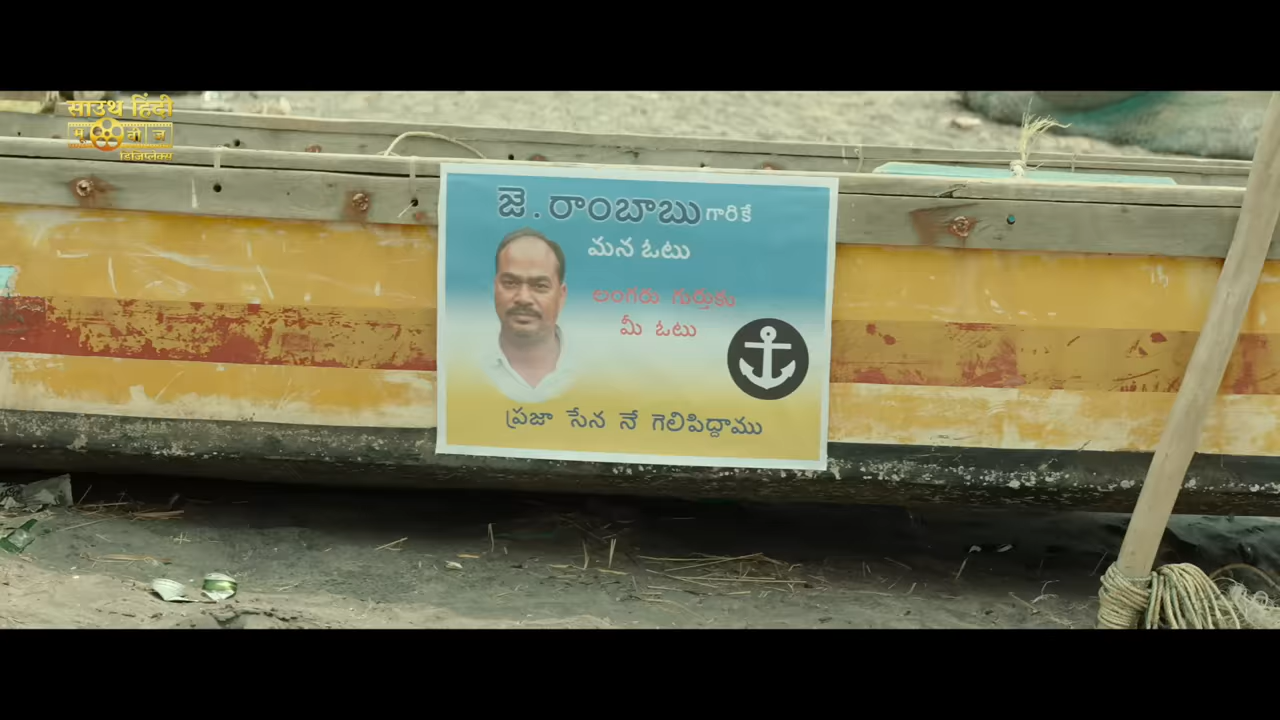 साउथ हिंदी
मू वी ज
डिजिप्लेक्स
జె. రాంబాబు గారికే
మన ఓటు
లంగరు గుర్తుకు
మీ ఓటు
ప్రజా సేన నే గెలిపిద్దాము